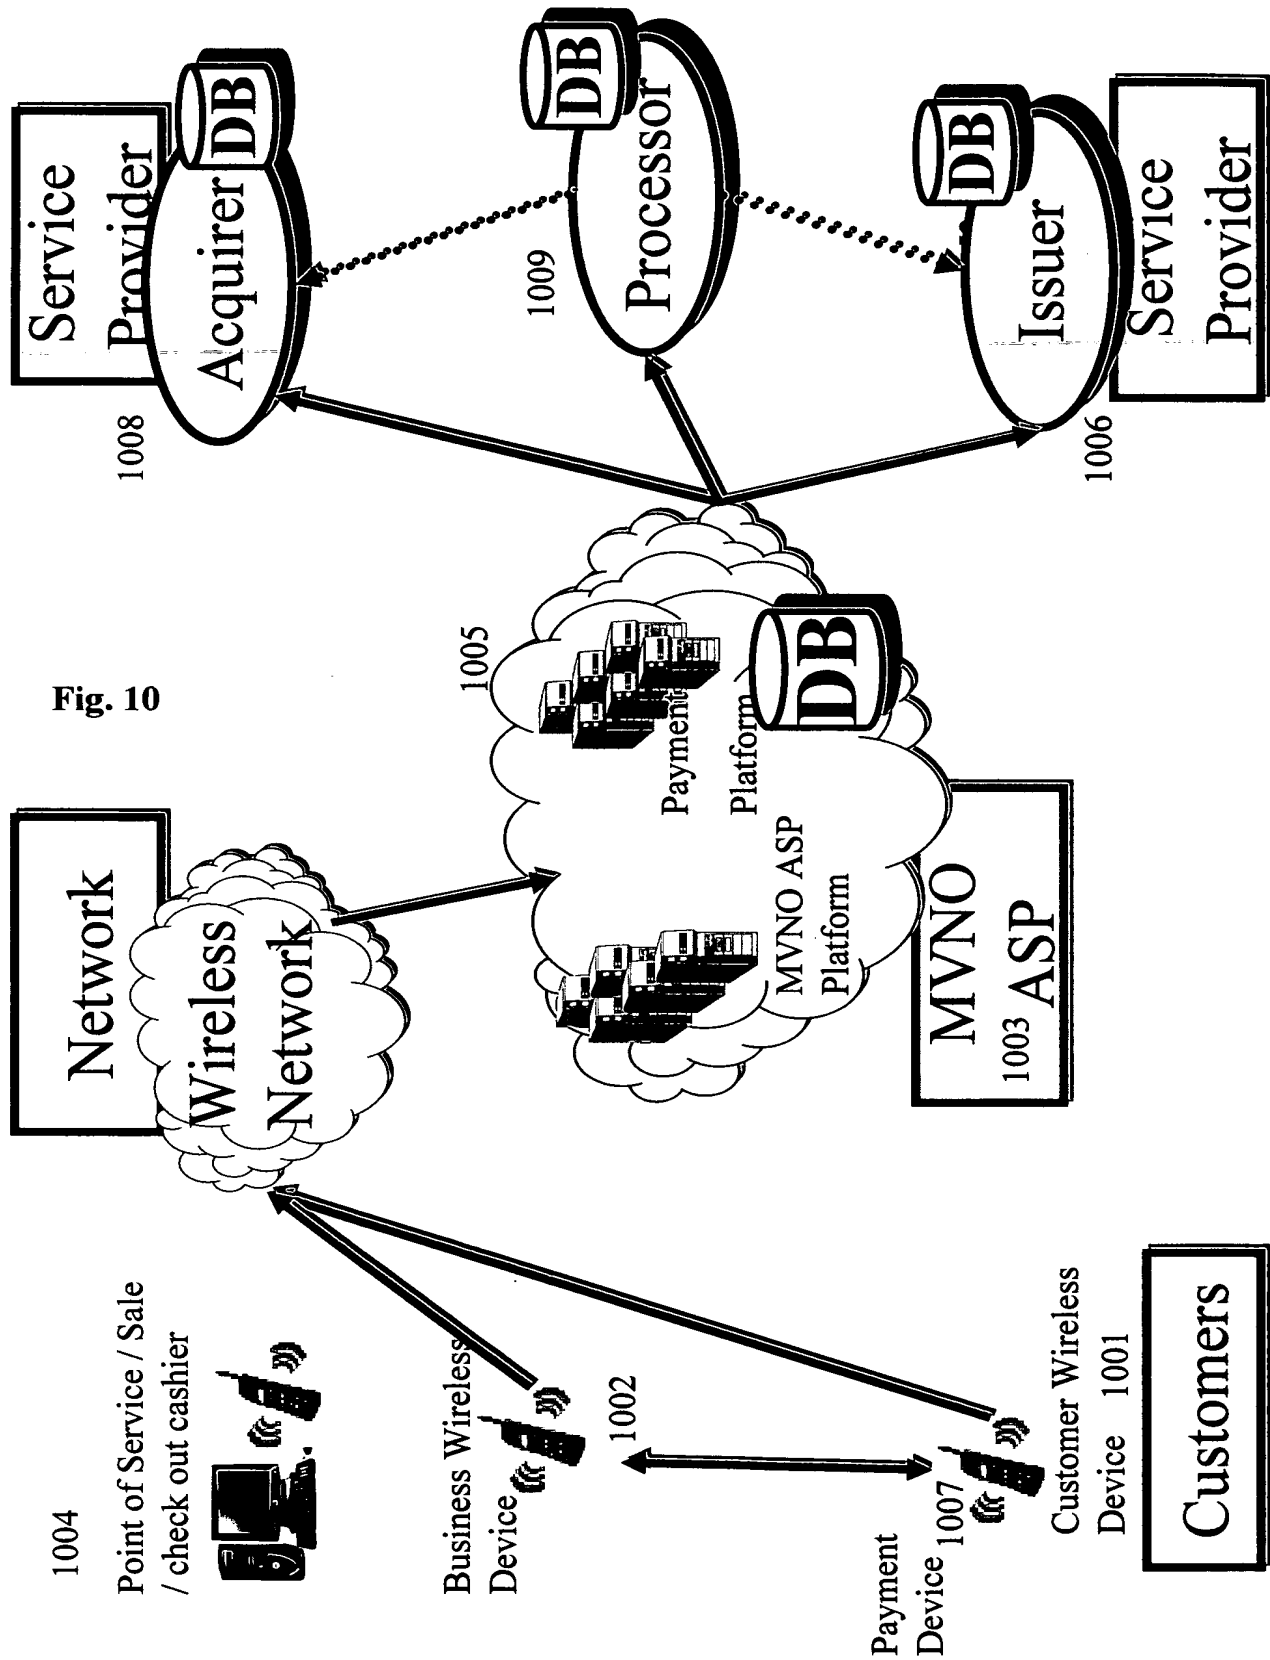 Fig. 10
1004
Point of Service / Sale
/ check out cashier
Business Wireless
Device
1002
Payment
Device
1007
Customer Wireless
Device 1001
Customers
Network
Wireless
Network
1005
Payment
Platform
DB
MVNO ASP
Platform
MVNO
1003
ASP
Service
Provider
Acquirer
DB
1008
Processor
DB
1009
Issuer
DB
1006
Service
Provider